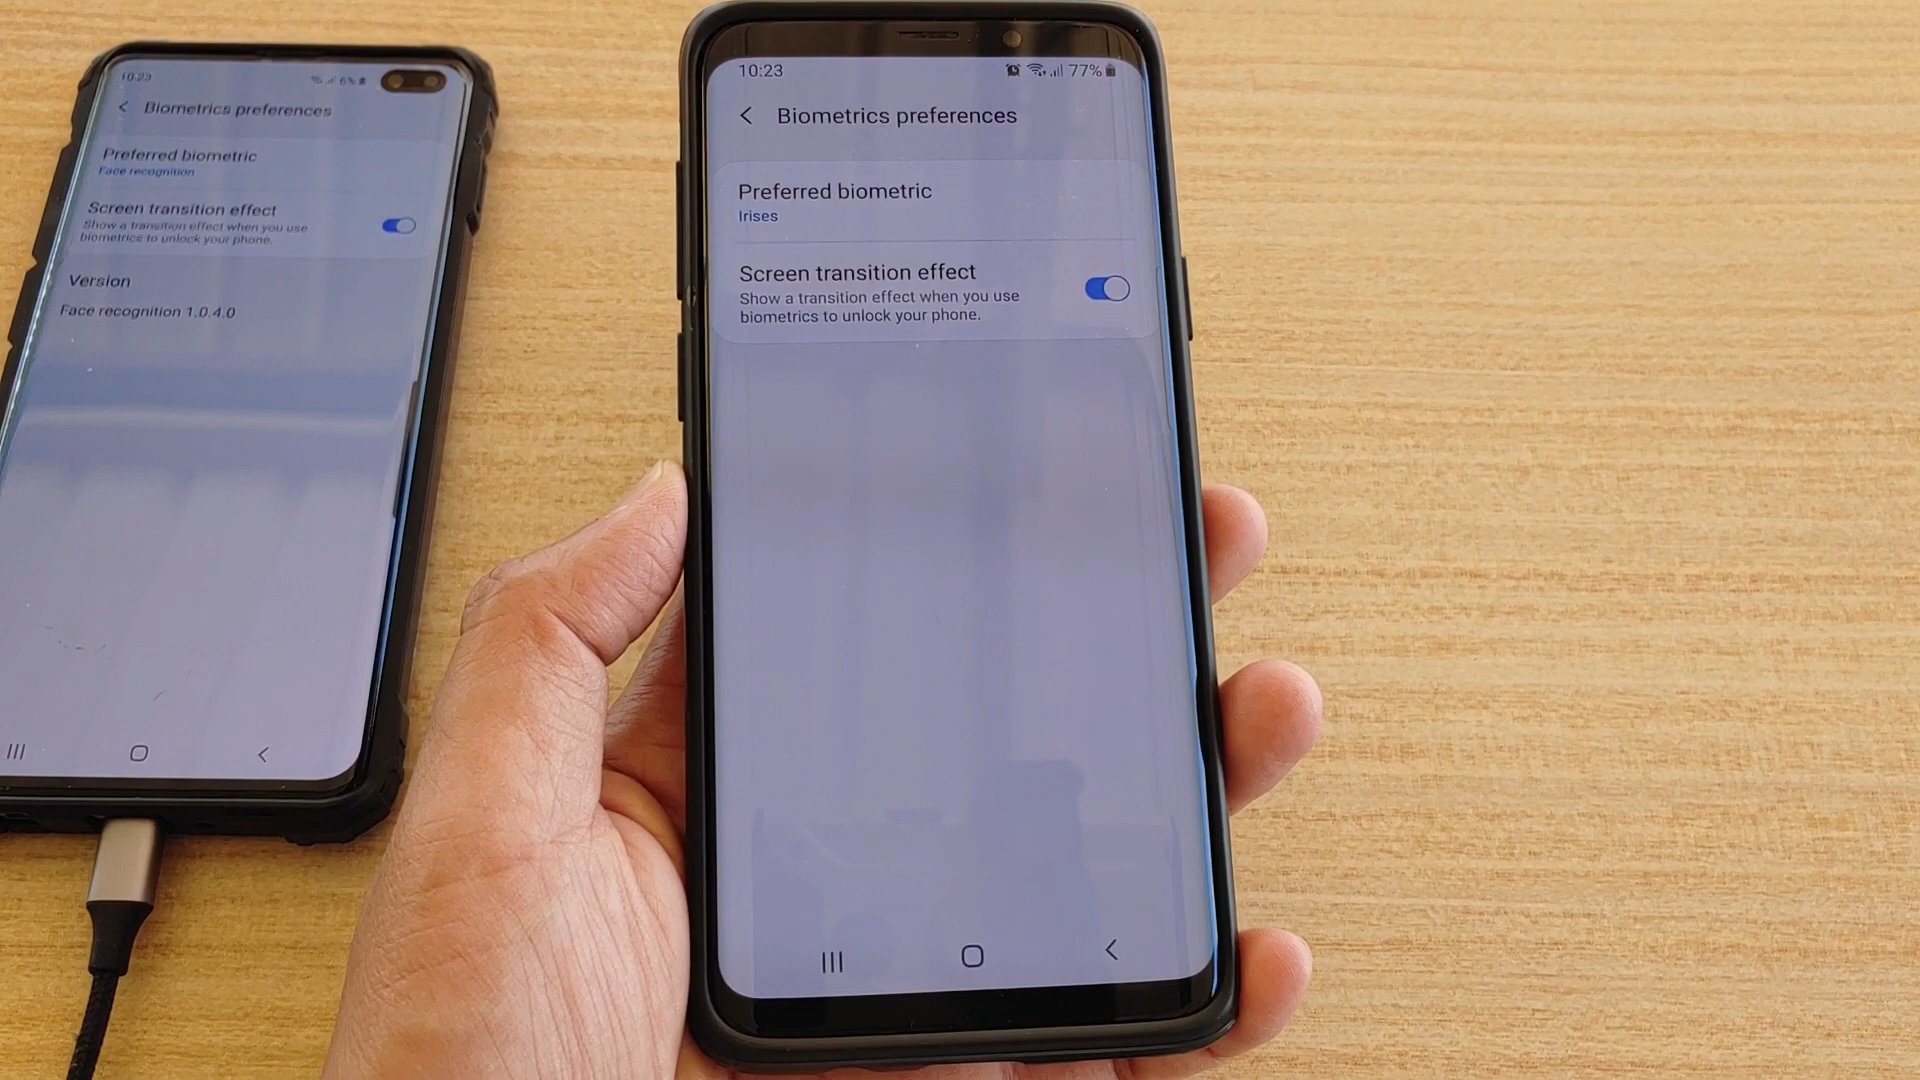 10:23
6%
Biometrics preferences
Preferred biometric
Face recognition
Screen transition effect
Show a transition effect when you use
biometrics to unlock your phone.
Version
Face recognition 1.0.4.0
10:23
77%
Biometrics preferences
Preferred biometric
Irises
Screen transition effect
Show a transition effect when you use
biometrics to unlock your phone.